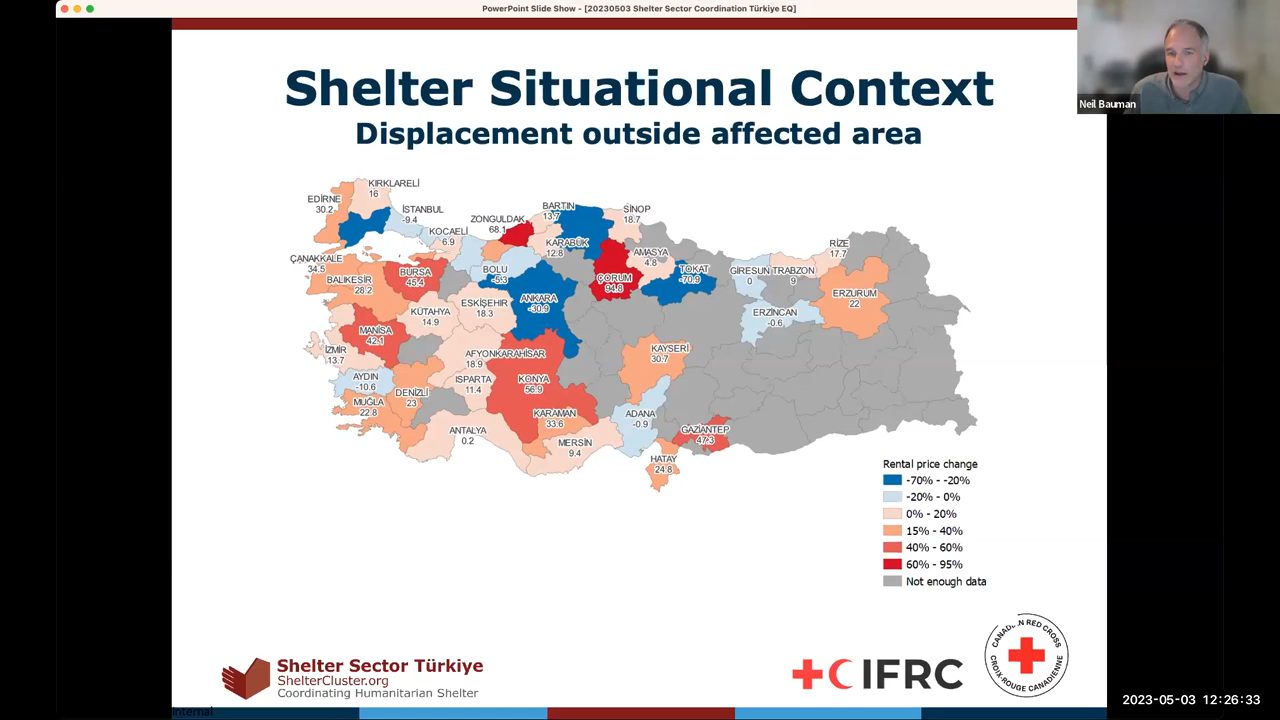 PowerPoint Slide Show - [20230503 Shelter Sector Coordination Türkiye EQ]
Neil Bauman
Shelter Situational Context
Displacement outside affected area
KIRKLARELİ
16
EDİRNE
30.2
İSTANBUL
-9.4
KOCAELİ
6.9
ZONGULDAK
68.1
BARTIN
13.7
SİNOP
18.7
KARABÜK
12.8
AMASYA
4.8
RİZE
17.7
ÇANAKKALE
34.5
BALIKESİR
28.2
BURSA
45.4
BOLU
-5.3
ÇORUM
94.8
TOKAT
-70.9
GİRESUN
0
TRABZON
9
ERZURUM
22
ANKARA
-30.9
ESKİŞEHİR
18.3
KÜTAHYA
14.9
ERZİNCAN
-0.6
MANİSA
42.1
İZMİR
13.7
AFYONKARAHİSAR
18.9
KAYSERİ
30.7
AYDIN
-10.6
DENİZLİ
23
ISPARTA
11.4
KONYA
56.9
MUĞLA
22.8
KARAMAN
33.6
ADANA
-0.9
ANTALYA
0.2
MERSİN
9.4
GAZİANTEP
47.3
HATAY
24.8
Rental price change
-70% - -20%
-20% - 0%
0% - 20%
15% - 40%
40% - 60%
60% - 95%
Not enough data
Shelter Sector Türkiye
ShelterCluster.org
Coordinating Humanitarian Shelter
IFRC
CANADIAN RED CROSS
CROIX-ROUGE CANADIENNE
2023-05-03 12:26:33
Internal